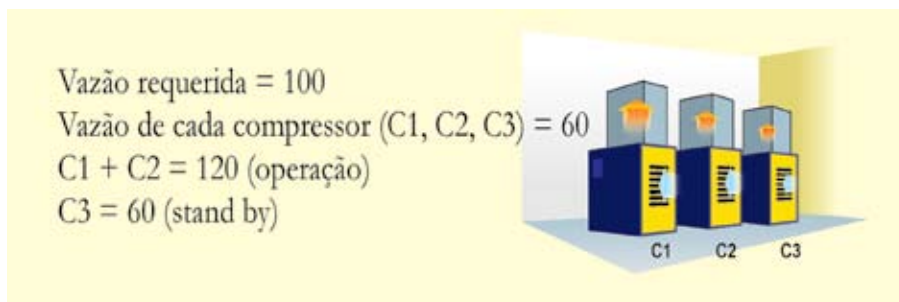 Vazão requerida = 100
Vazão de cada compressor (C1, C2, C3) = 60
C1 + C2 = 120 (operação)
C3 = 60 (stand by)
C1 C2 C3